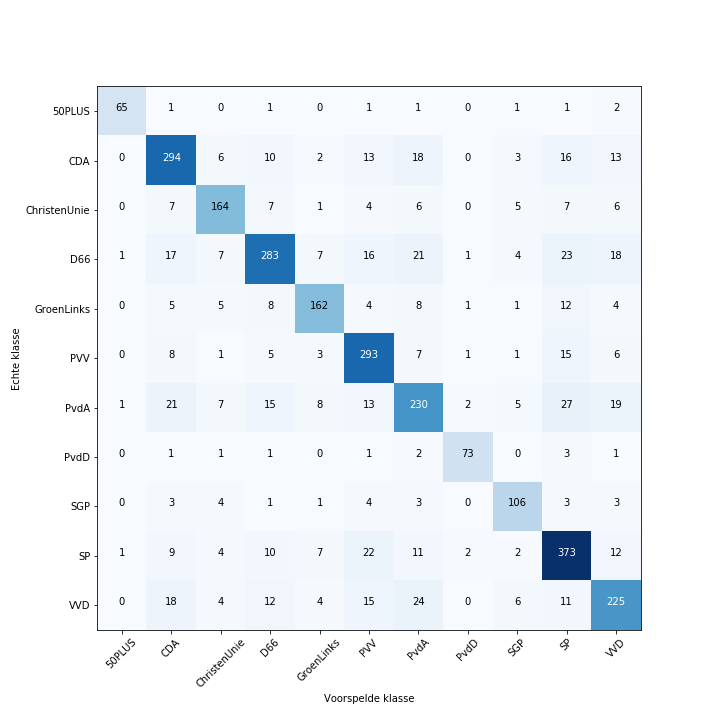 50PLUS 65 1 0 1 0 1 1 0 1 1 2
CDA 0 294 6 10 2 13 18 0 3 16 13
ChristenUnie 0 7 164 7 1 4 6 0 5 7 6
D66 1 17 7 283 7 16 21 1 4 23 18
GroenLinks 0 5 5 8 162 4 8 1 1 12 4
PVV 0 8 1 5 3 293 7 1 1 15 6
Echte klasse
PvdA 1 21 7 15 8 13 230 2 5 27 19
PvdD 0 1 1 1 0 1 2 73 0 3 1
SGP 0 3 4 1 1 4 3 0 106 3 3
SP 1 9 4 10 7 22 11 2 2 373 12
VVD 0 18 4 12 4 15 24 0 6 11 225
50PLUS CDA ChristenUnie D66 GroenLinks PVV PvdA PvdD SGP SP VVD
Voorspelde klasse